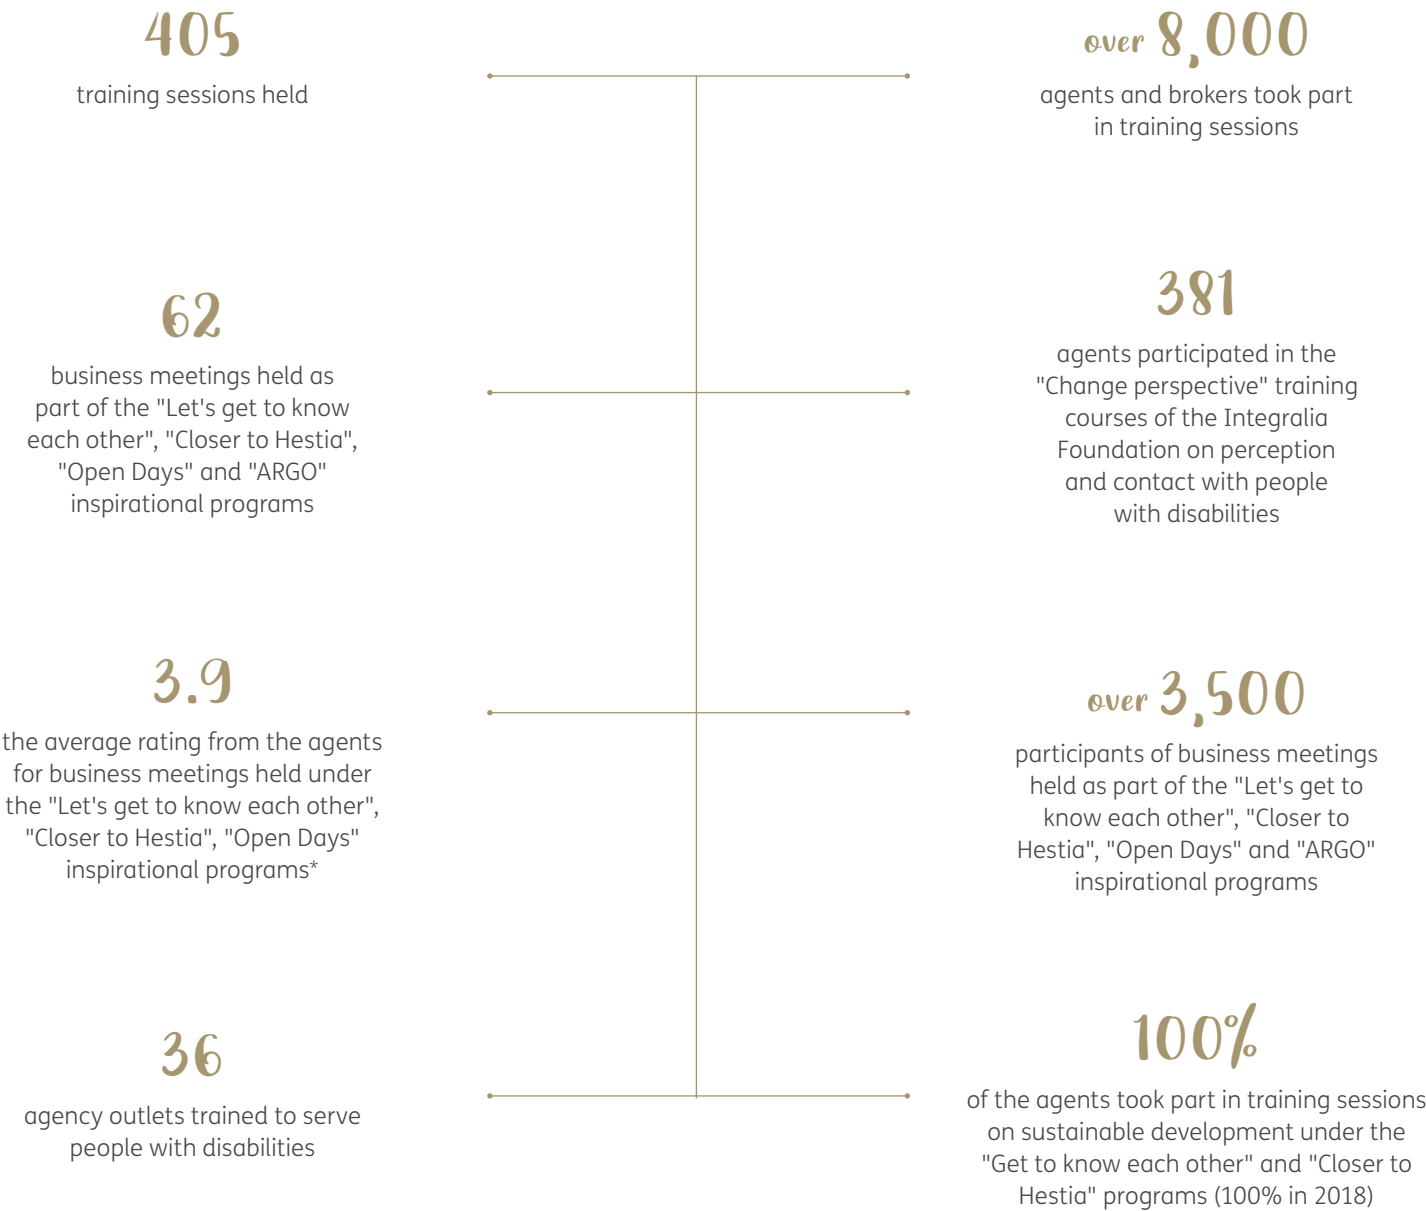 405
training sessions held
over 8,000
agents and brokers took part
in training sessions
62
business meetings held as
part of the "Let's get to know
each other", "Closer to Hestia",
"Open Days" and "ARGO"
inspirational programs
381
agents participated in the
"Change perspective" training
courses of the Integralia
Foundation on perception
and contact with people
with disabilities
3.9
the average rating from the agents
for business meetings held under
the "Let's get to know each other",
"Closer to Hestia", "Open Days"
inspirational programs*
over 3,500
participants of business meetings
held as part of the "Let's get to
know each other", "Closer to
Hestia", "Open Days" and "ARGO"
inspirational programs
36
agency outlets trained to serve
people with disabilities
100%
of the agents took part in training sessions
on sustainable development under the
"Get to know each other" and "Closer to
Hestia" programs (100% in 2018)